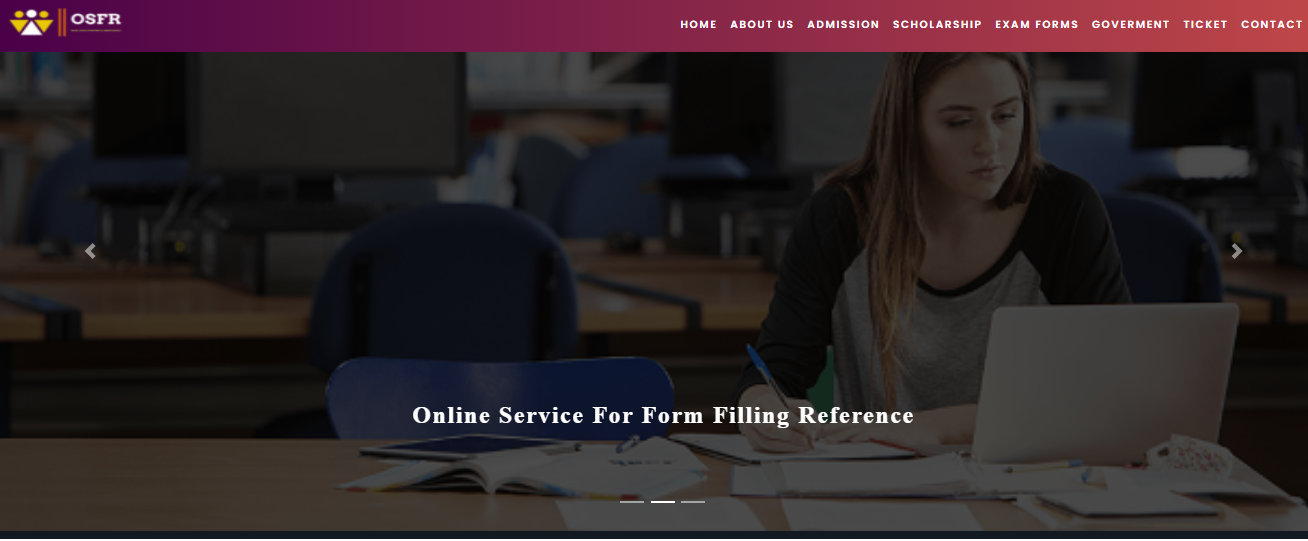 OSFR
HOME ABOUT US ADMISSION SCHOLARSHIP EXAM FORMS GOVERMENT TICKET CONTACT
Online Service For Form Filling Reference